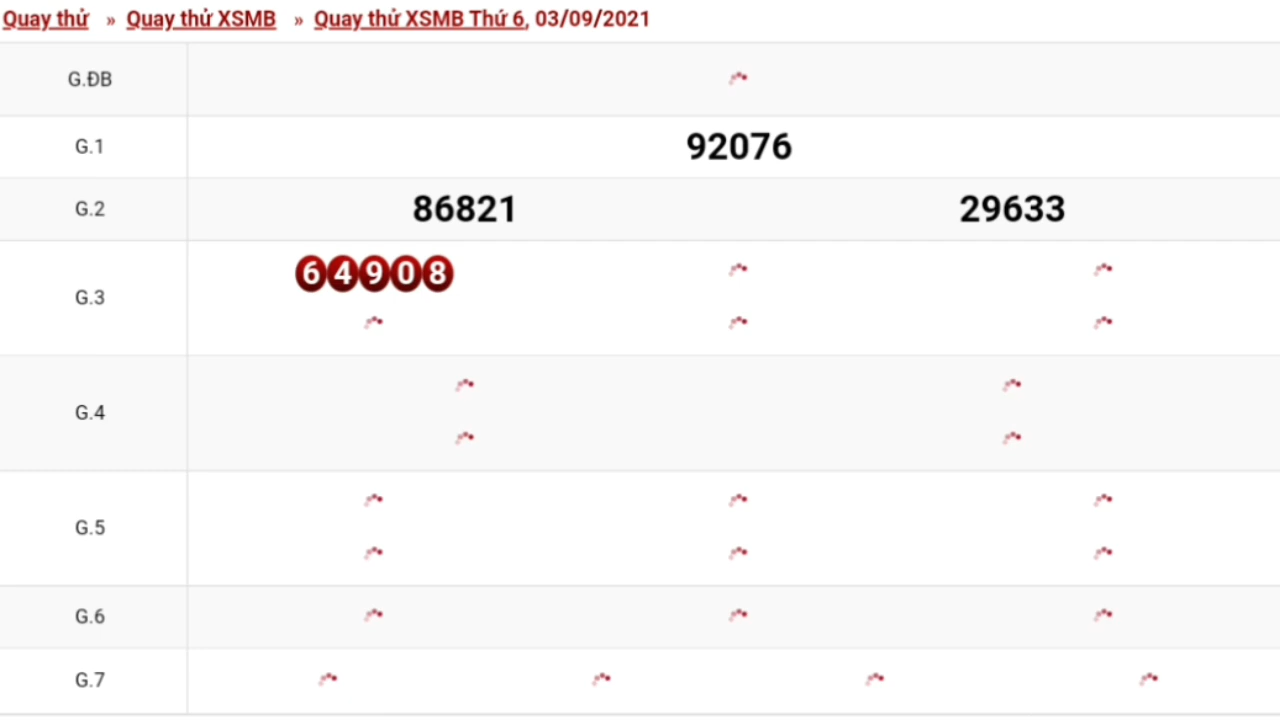 Quay thử » Quay thử XSMB » Quay thử XSMB Thứ 6, 03/09/2021
G.ĐB
G.1 92076
G.2 86821 29633
G.3 64908
G.4
G.5
G.6
G.7